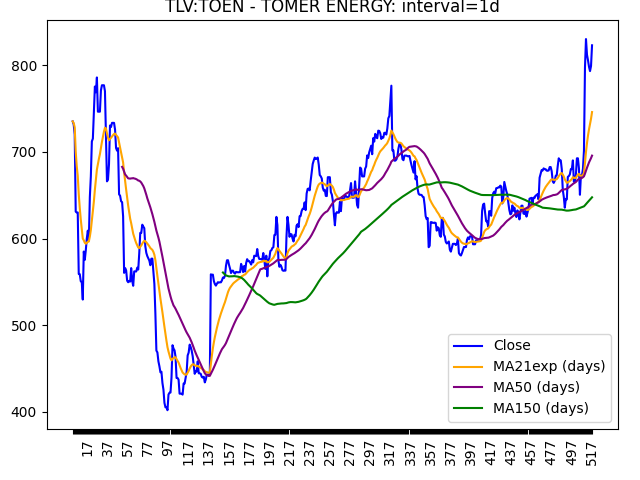 TLV:TOEN - TOMER ENERGY: interval=1d
800
700
600
500
400
Close
MA21exp (days)
MA50 (days)
MA150 (days)
17 37 57 77 97 117 137 157 177 197 217 237 257 277 297 317 337 357 377 397 417 437 457 477 497 517